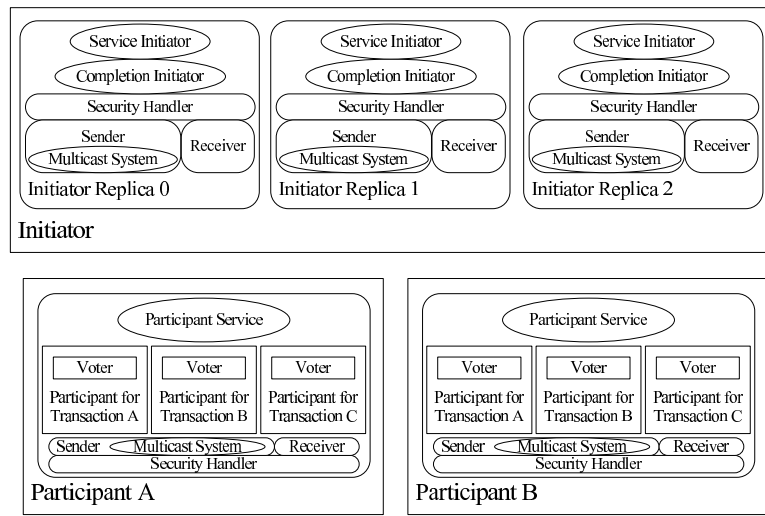 Service Initiator
Completion Initiator
Security Handler
Sender
Multicast System
Receiver
Initiator Replica 0
Service Initiator
Completion Initiator
Security Handler
Sender
Multicast System
Receiver
Initiator Replica 1
Service Initiator
Completion Initiator
Security Handler
Sender
Multicast System
Receiver
Initiator Replica 2
Initiator
Participant Service
Voter
Participant for
Transaction A
Voter
Participant for
Transaction B
Voter
Participant for
Transaction C
Sender
Multicast System
Receiver
Security Handler
Participant A
Participant Service
Voter
Participant for
Transaction A
Voter
Participant for
Transaction B
Voter
Participant for
Transaction C
Sender
Multicast System
Receiver
Security Handler
Participant B